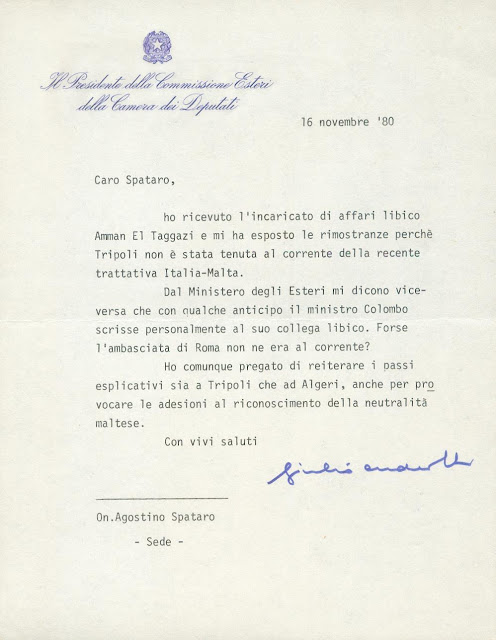 Il Presidente della Commissione Esteri
della Camera dei Deputati
16 novembre '80
Caro Spataro,
ho ricevuto l'incaricato di affari libico
Amman El Taggazi e mi ha esposto le rimostranze perchè
Tripoli non è stata tenuta al corrente della recente
trattativa Italia-Malta.
Dal Ministero degli Esteri mi dicono vice-
versa che con qualche anticipo il ministro Colombo
scrisse personalmente al suo collega libico. Forse
l'ambasciata di Roma non ne era al corrente?
Ho comunque pregato di reiterare i passi
esplicativi sia a Tripoli che ad Algeri, anche per pro
vocare le adesioni al riconoscimento della neutralità
maltese.
Con vivi saluti
Giulio Andreotti
On.Agostino Spataro
- Sede -